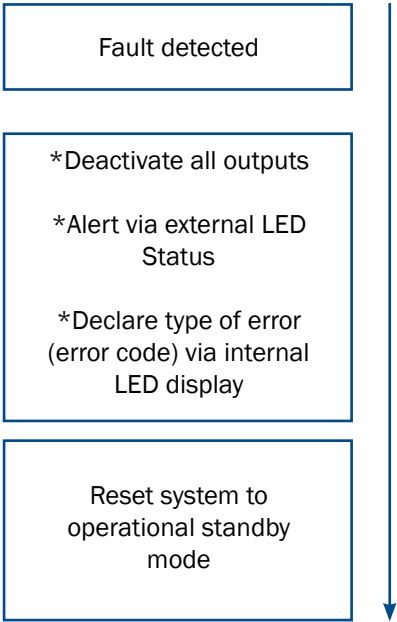 Fault detected
*Deactivate all outputs
*Alert via external LED
Status
*Declare type of error
(error code) via internal
LED display
Reset system to
operational standby
mode